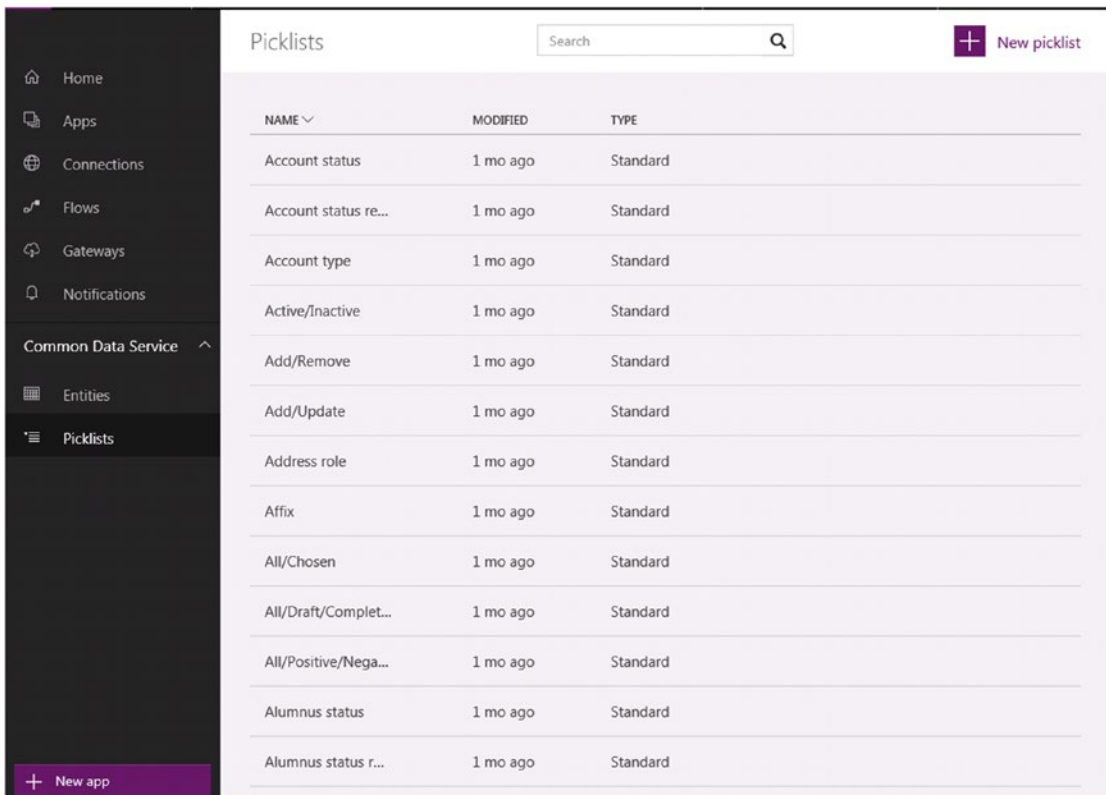 Home
Apps
Connections
Flows
Gateways
Notifications
Common Data Service
Entities
Picklists
New app
Picklists
Search
New picklist
NAME MODIFIED TYPE
Account status 1 mo ago Standard
Account status re... 1 mo ago Standard
Account type 1 mo ago Standard
Active/Inactive 1 mo ago Standard
Add/Remove 1 mo ago Standard
Add/Update 1 mo ago Standard
Address role 1 mo ago Standard
Affix 1 mo ago Standard
All/Chosen 1 mo ago Standard
All/Draft/Complet... 1 mo ago Standard
All/Positive/Nega... 1 mo ago Standard
Alumnus status 1 mo ago Standard
Alumnus status r... 1 mo ago Standard